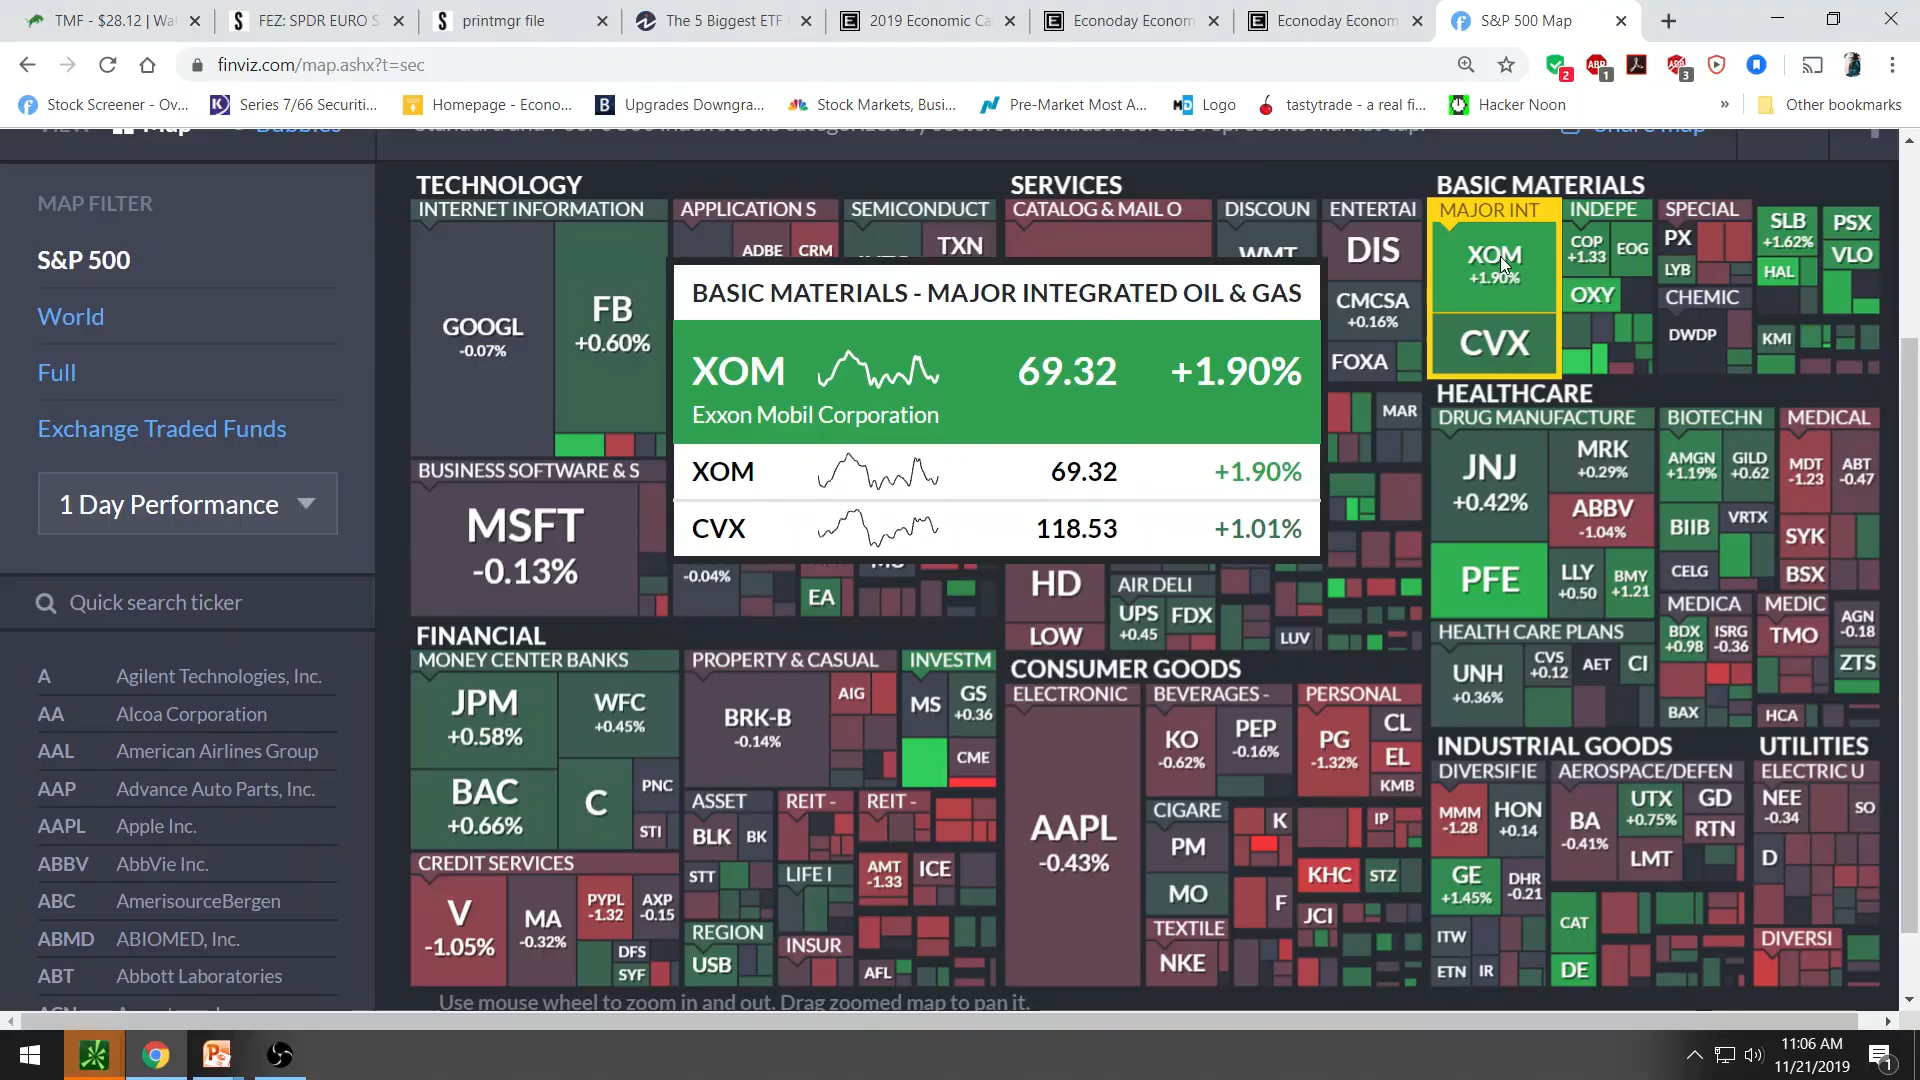 TMF - $28.12 | Wa
FEZ: SPDR EURO S
printmgr file
The 5 Biggest ETF
2019 Economic Ca
Econoday Econom
Econoday Econom
S&P 500 Map
finviz.com/map.ashx?t=sec
Stock Screener - Ov...
Series 7/66 Securiti...
Homepage - Econo...
Upgrades Downgra...
Stock Markets, Busi...
Pre-Market Most A...
Logo
tastytrade - a real fi...
Hacker Noon
Other bookmarks
MAP FILTER
S&P 500
World
Full
Exchange Traded Funds
1 Day Performance
Quick search ticker
A Agilent Technologies, Inc.
AA Alcoa Corporation
AAL American Airlines Group
AAP Advance Auto Parts, Inc.
AAPL Apple Inc.
ABBV AbbVie Inc.
ABC AmerisourceBergen
ABMD ABIOMED, Inc.
ABT Abbott Laboratories
TECHNOLOGY
INTERNET INFORMATION
GOOGL
-0.07%
FB
+0.60%
APPLICATION S
ADBE
CRM
SEMICONDUCT
TXN
BUSINESS SOFTWARE & S
MSFT
-0.13%
-0.04%
EA
SERVICES
CATALOG & MAIL O
DISCOUN
WMT
ENTERTAI
DIS
CMCSA
+0.16%
FOXA
MAR
HD
LOW
AIR DELI
UPS
+0.45
FDX
LUV
BASIC MATERIALS - MAJOR INTEGRATED OIL & GAS
XOM 69.32 +1.90%
Exxon Mobil Corporation
XOM 69.32 +1.90%
CVX 118.53 +1.01%
BASIC MATERIALS
MAJOR INT
XOM
+1.90%
CVX
INDEPE
COP
+1.33
EOG
OXY
SPECIAL
PX
LYB
CHEMIC
DWDP
SLB
+1.62%
HAL
PSX
VLO
KMI
HEALTHCARE
DRUG MANUFACTURE
JNJ
+0.42%
MRK
+0.29%
ABBV
-1.04%
PFE
LLY
+0.50
BMY
+1.21
BIOTECHN
AMGN
+1.19%
GILD
+0.62
BIIB
VRTX
CELG
MEDICAL
MDT
-1.23
ABT
-0.47
SYK
BSX
MEDICA
BDX
+0.98
ISRG
-0.36
BAX
MEDIC
TMO
AGN
-0.18
ZTS
HCA
HEALTH CARE PLANS
UNH
+0.36%
CVS
+0.12
AET
CI
FINANCIAL
MONEY CENTER BANKS
JPM
+0.58%
WFC
+0.45%
BAC
+0.66%
C
PNC
STI
PROPERTY & CASUAL
BRK-B
-0.14%
AIG
INVESTM
MS
GS
+0.36
CME
CREDIT SERVICES
V
-1.05%
MA
-0.32%
PYPL
-1.32
AXP
-0.15
DFS
SYF
ASSET
BLK
BK
STT
REGION
USB
REIT -
LIFE I
INSUR
REIT -
AMT
-1.33
ICE
AFL
CONSUMER GOODS
ELECTRONIC
AAPL
-0.43%
BEVERAGES -
KO
-0.62%
PEP
-0.16%
CIGARE
PM
MO
TEXTILE
NKE
PERSONAL
PG
-1.32%
CL
EL
KMB
K
IP
KHC
STZ
F
JCI
INDUSTRIAL GOODS
DIVERSIFIE
MMM
-1.28
HON
+0.14
GE
+1.45%
DHR
-0.21
ITW
ETN
IR
AEROSPACE/DEFEN
BA
-0.41%
UTX
+0.75%
GD
RTN
LMT
CAT
DE
UTILITIES
ELECTRIC U
NEE
-0.34
SO
D
DIVERSI
Use mouse wheel to zoom in and out. Drag zoomed map to pan it.
11:06 AM
11/21/2019